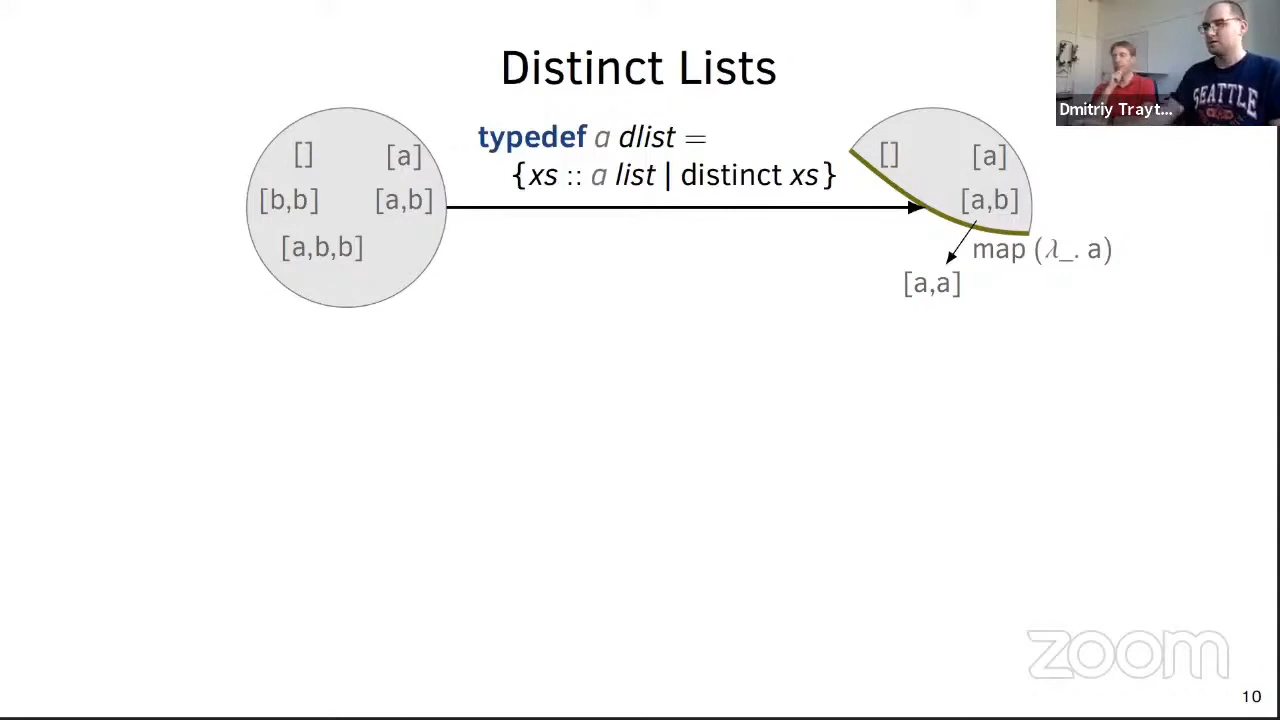 Distinct Lists
typedef a dlist =
{xs :: a list | distinct xs}
[] [a]
[b,b] [a,b]
[a,b,b]
[] [a]
[a,b]
map (λ_. a)
[a,a]
SEATTLE
Dmitriy Trayt...
zoom
10